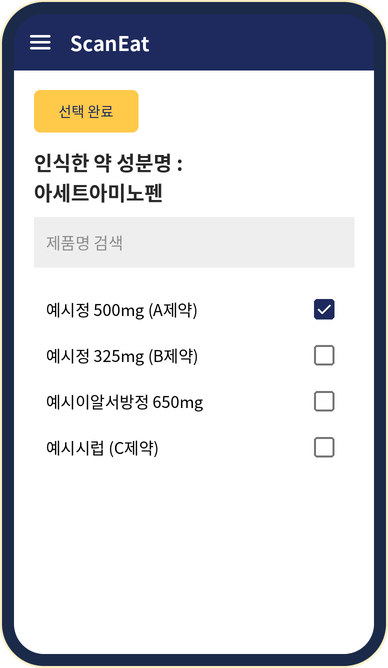 ScanEat
선택 완료
인식한 약 성분명 :
아세트아미노펜
제품명 검색
예시정 500mg (A제약)
예시정 325mg (B제약)
예시이알서방정 650mg
예시시럽 (C제약)